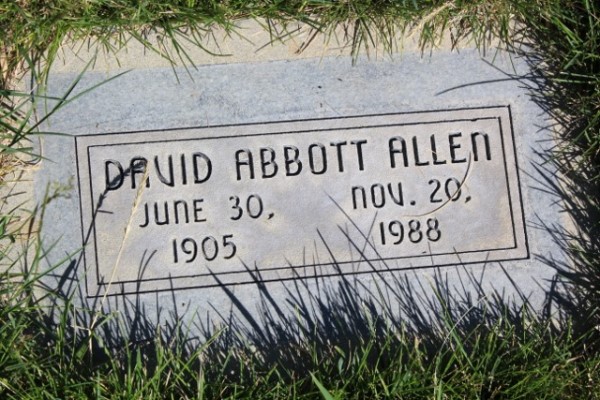 DAVID ABBOTT ALLEN
JUNE 30, NOV. 20,
1905 1988